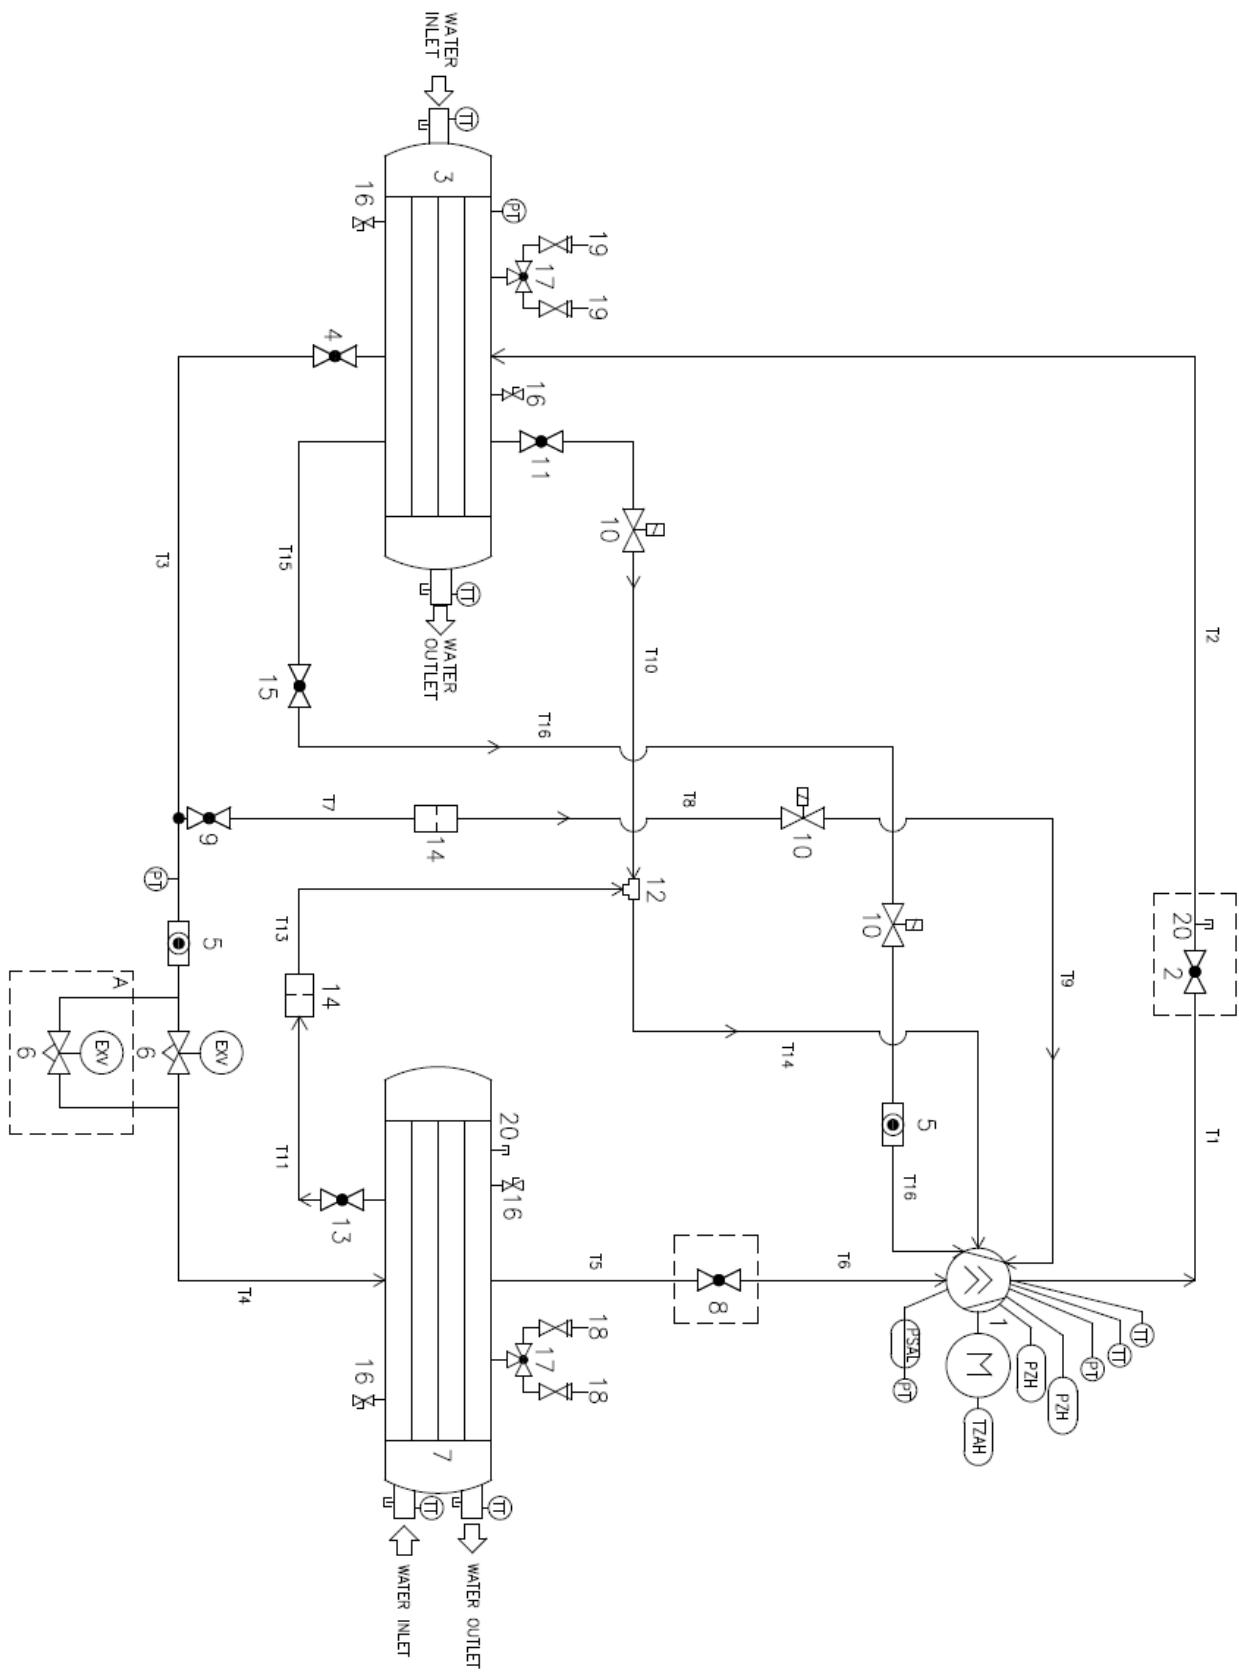 WATER
INLET
TT
3
16
PT
19
17
19
4
16
11
10
T3
T15
TT
WATER
OUTLET
T10
T2
15
T16
T7
T8
9
14
10
PT
12
T13
10
20
2
5
14
T9
A
EXV
6
EXV
6
T14
T11
20
16
5
T1
13
T16
T4
T5
8
T6
1
TT
TT
PT
PZH
PZH
M
TZAH
PSAL
PT
18
17
18
16
7
TT
TT
WATER INLET
WATER OUTLET